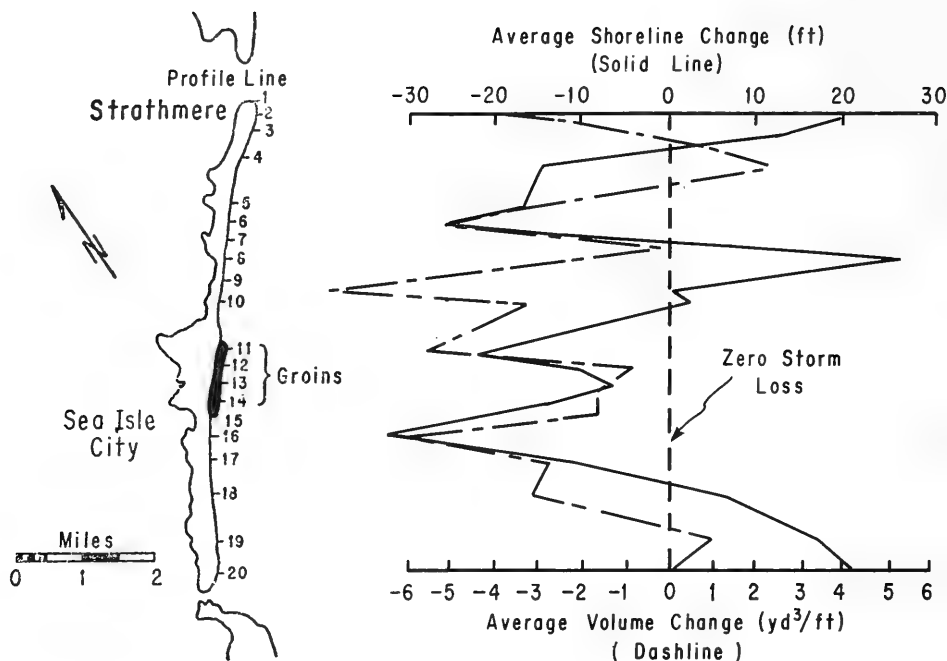 Average Shoreline Change (ft)
(Solid Line)
-30 -20 -10 0 10 20 30
Profile Line
Strathmere
1
2
3
4
5
6
7
8
9
10
11
12
13
14
15
16
17
18
19
20
Groins
Sea Isle
City
Zero Storm
Loss
Miles
0 1 2
-6 -5 -4 -3 -2 -1 0 1 2 3 4 5 6
Average Volume Change (yd³/ft)
( Dashline )